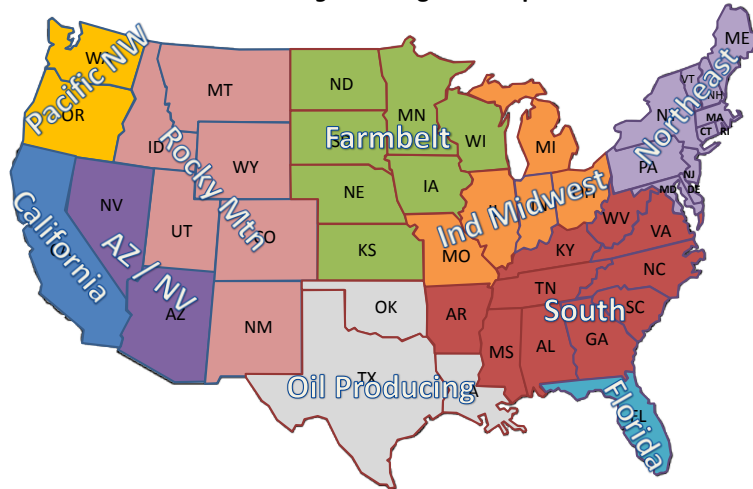 Pacific NW
WA
OR
California
NV
AZ / NV
AZ
MT
ID
Rocky Mtn
WY
UT
CO
NM
ND
MN
Farmbelt
WI
NE
IA
KS
MI
Ind Midwest
MO
OK
TX
Oil Producing
AR
KY
WV
VA
TN
NC
South
SC
MS
AL
GA
Florida
FL
ME
VT
NH
Northeast
MA
CT
RI
PA
NJ
MD
DE